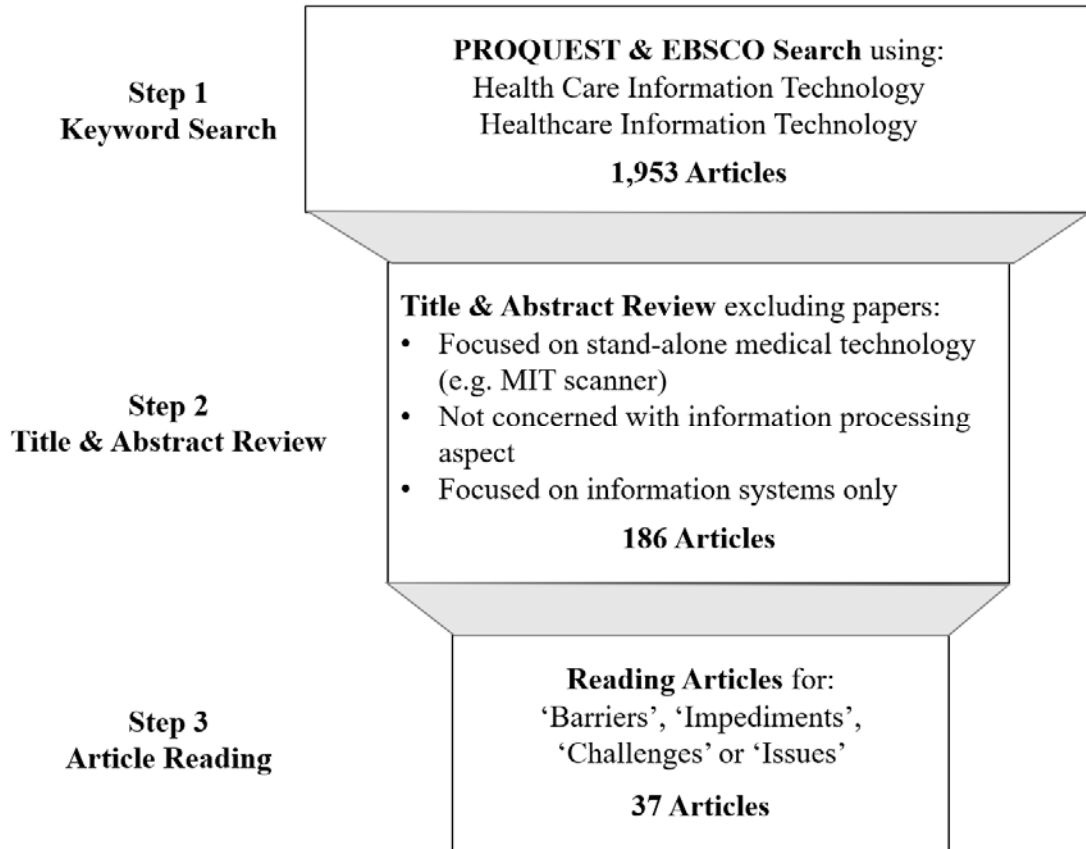 Step 1
Keyword Search
PROQUEST & EBSCO Search using:
Health Care Information Technology
Healthcare Information Technology
1,953 Articles
Step 2
Title & Abstract Review
Title & Abstract Review excluding papers:
• Focused on stand-alone medical technology
(e.g. MIT scanner)
• Not concerned with information processing
aspect
• Focused on information systems only
186 Articles
Step 3
Article Reading
Reading Articles for:
‘Barriers’, ‘Impediments’,
‘Challenges’ or ‘Issues’
37 Articles